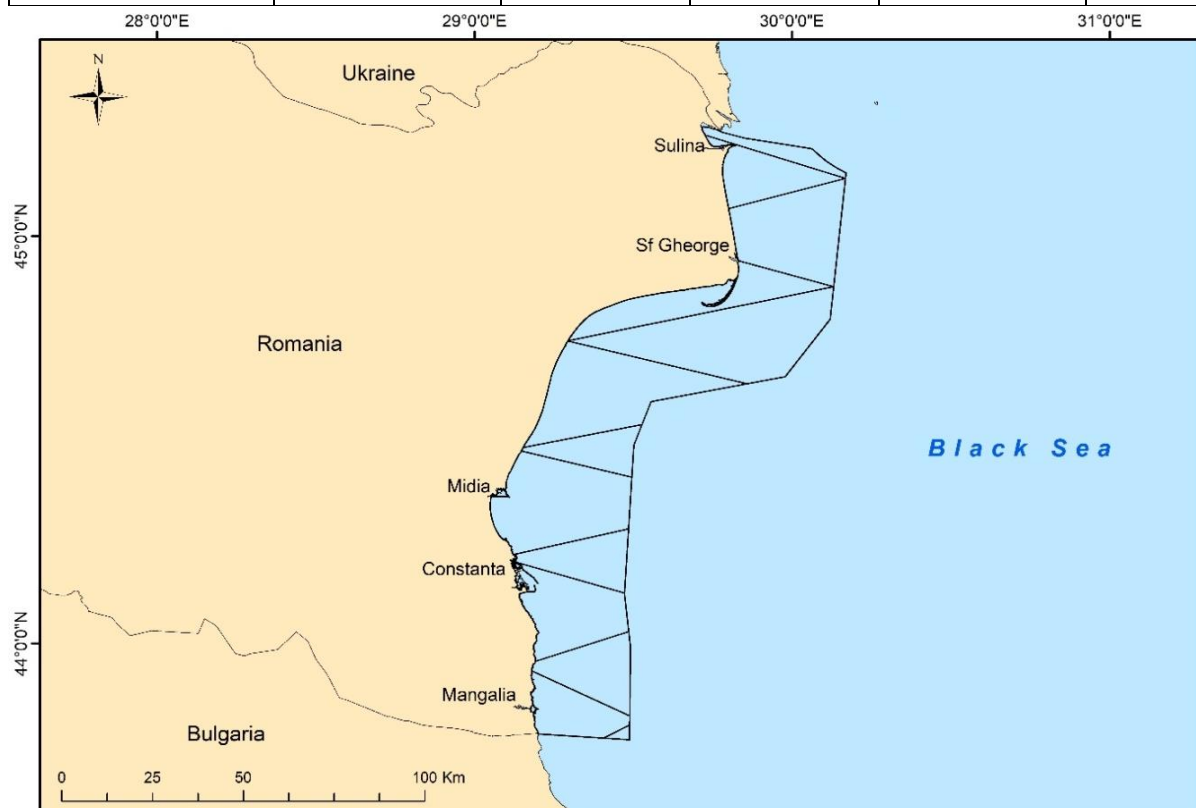 28°0'0"E 29°0'0"E 30°0'0"E 31°0'0"E
N
Ukraine
Sulina
45°0'0"N
Sf Gheorge
Romania
Black Sea
Midia
Constanta
44°0'0"N
Mangalia
Bulgaria
0 25 50 100 Km